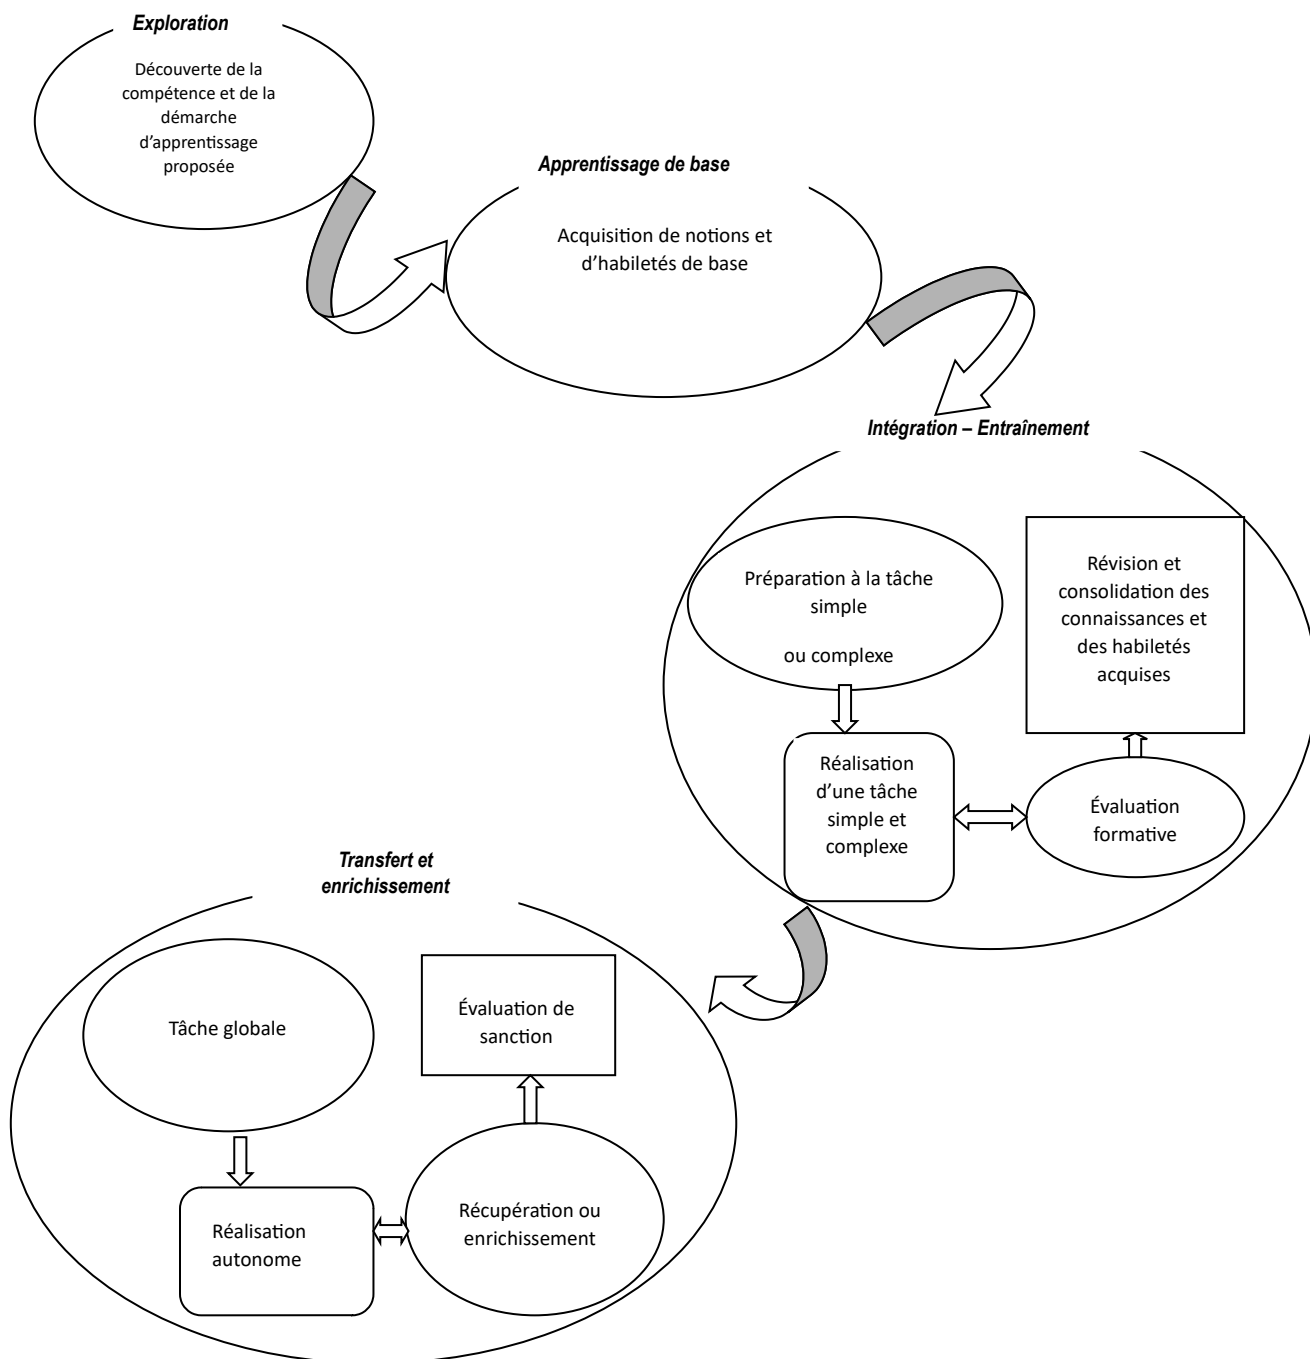 Exploration
Découverte de la
compétence et de la
démarche
d’apprentissage
proposée
Apprentissage de base
Acquisition de notions et
d’habiletés de base
Intégration – Entraînement
Préparation à la tâche
simple
ou complexe
Révision et
consolidation des
connaissances et
des habiletés
acquises
Réalisation
d’une tâche
simple et
complexe
Évaluation
formative
Transfert et
enrichissement
Tâche globale
Évaluation de
sanction
Réalisation
autonome
Récupération ou
enrichissement